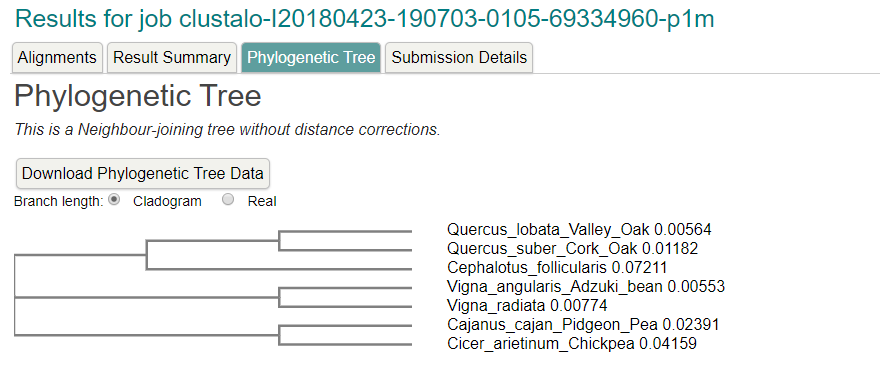 Results for job clustalo-I20180423-190703-0105-69334960-p1m
Alignments Result Summary Phylogenetic Tree Submission Details
Phylogenetic Tree
This is a Neighbour-joining tree without distance corrections.
Download Phylogenetic Tree Data
Branch length: Cladogram Real
Quercus_lobata_Valley_Oak 0.00564
Quercus_suber_Cork_Oak 0.01182
Cephalotus_follicularis 0.07211
Vigna_angularis_Adzuki_bean 0.00553
Vigna_radiata 0.00774
Cajanus_cajan_Pidgeon_Pea 0.02391
Cicer_arietinum_Chickpea 0.04159